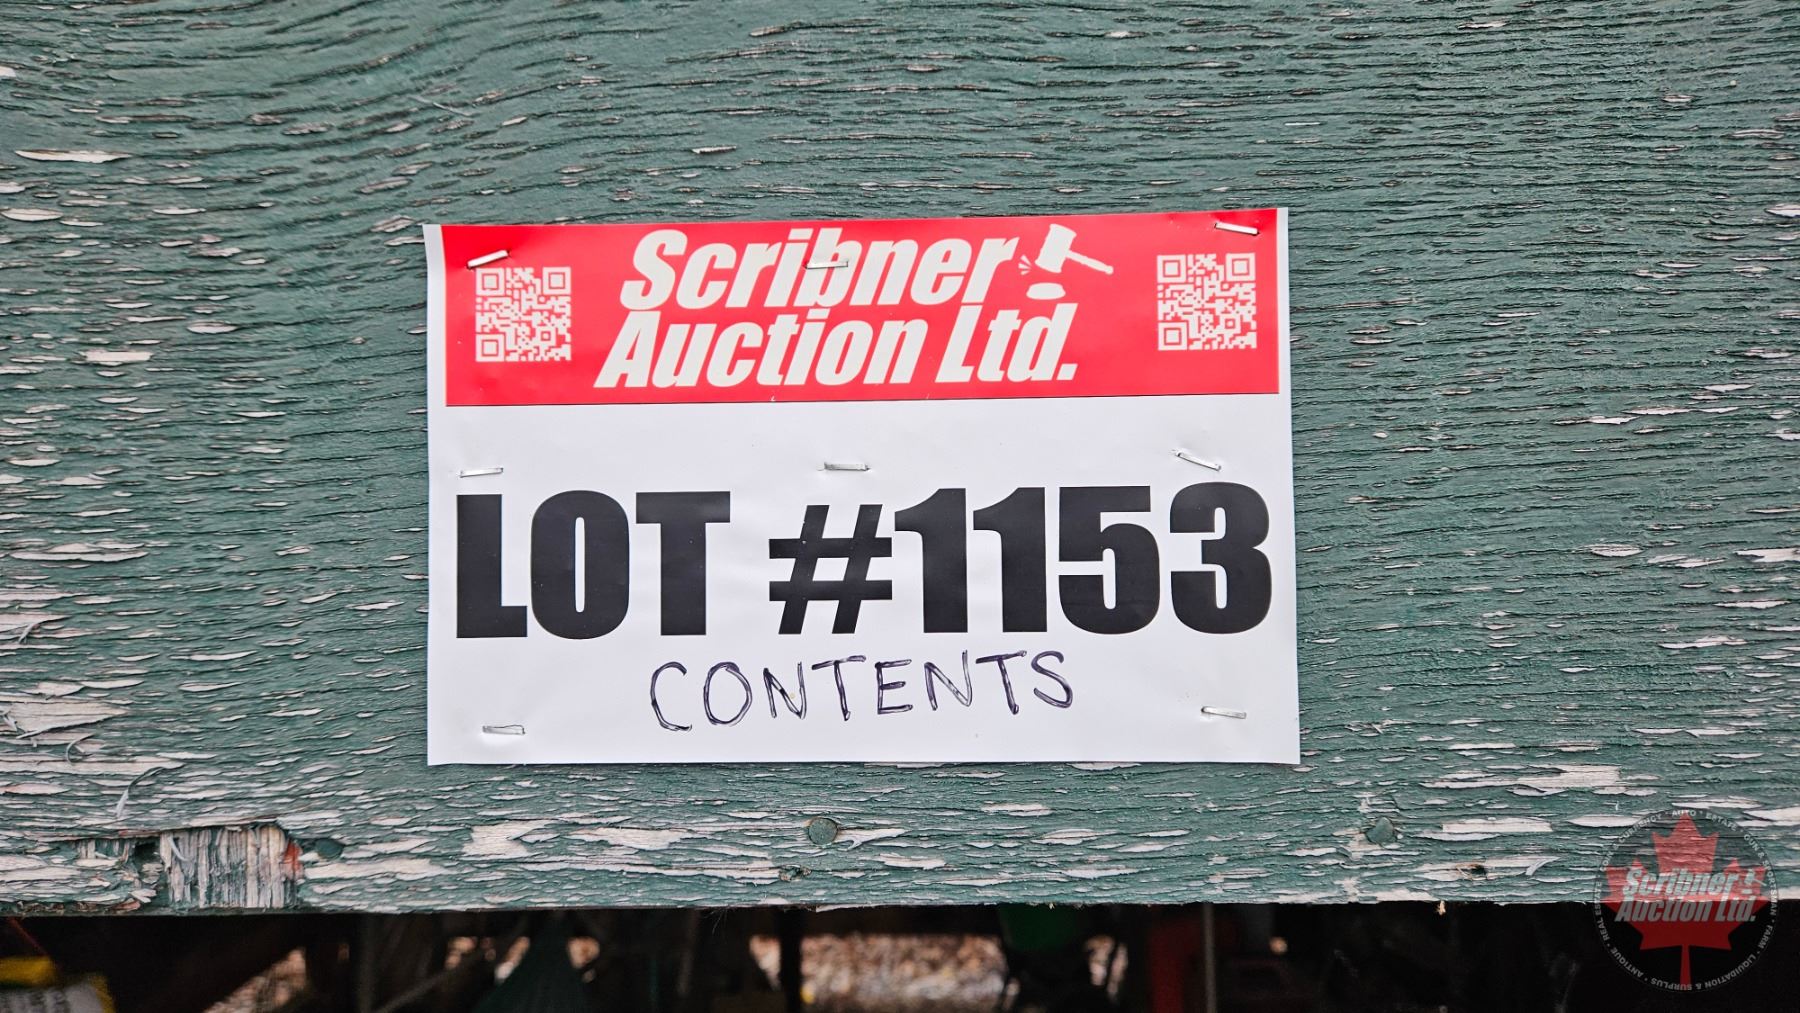 Scribner
Auction Ltd.
LOT #1153
CONTENTS
Scribner
Auction Ltd.